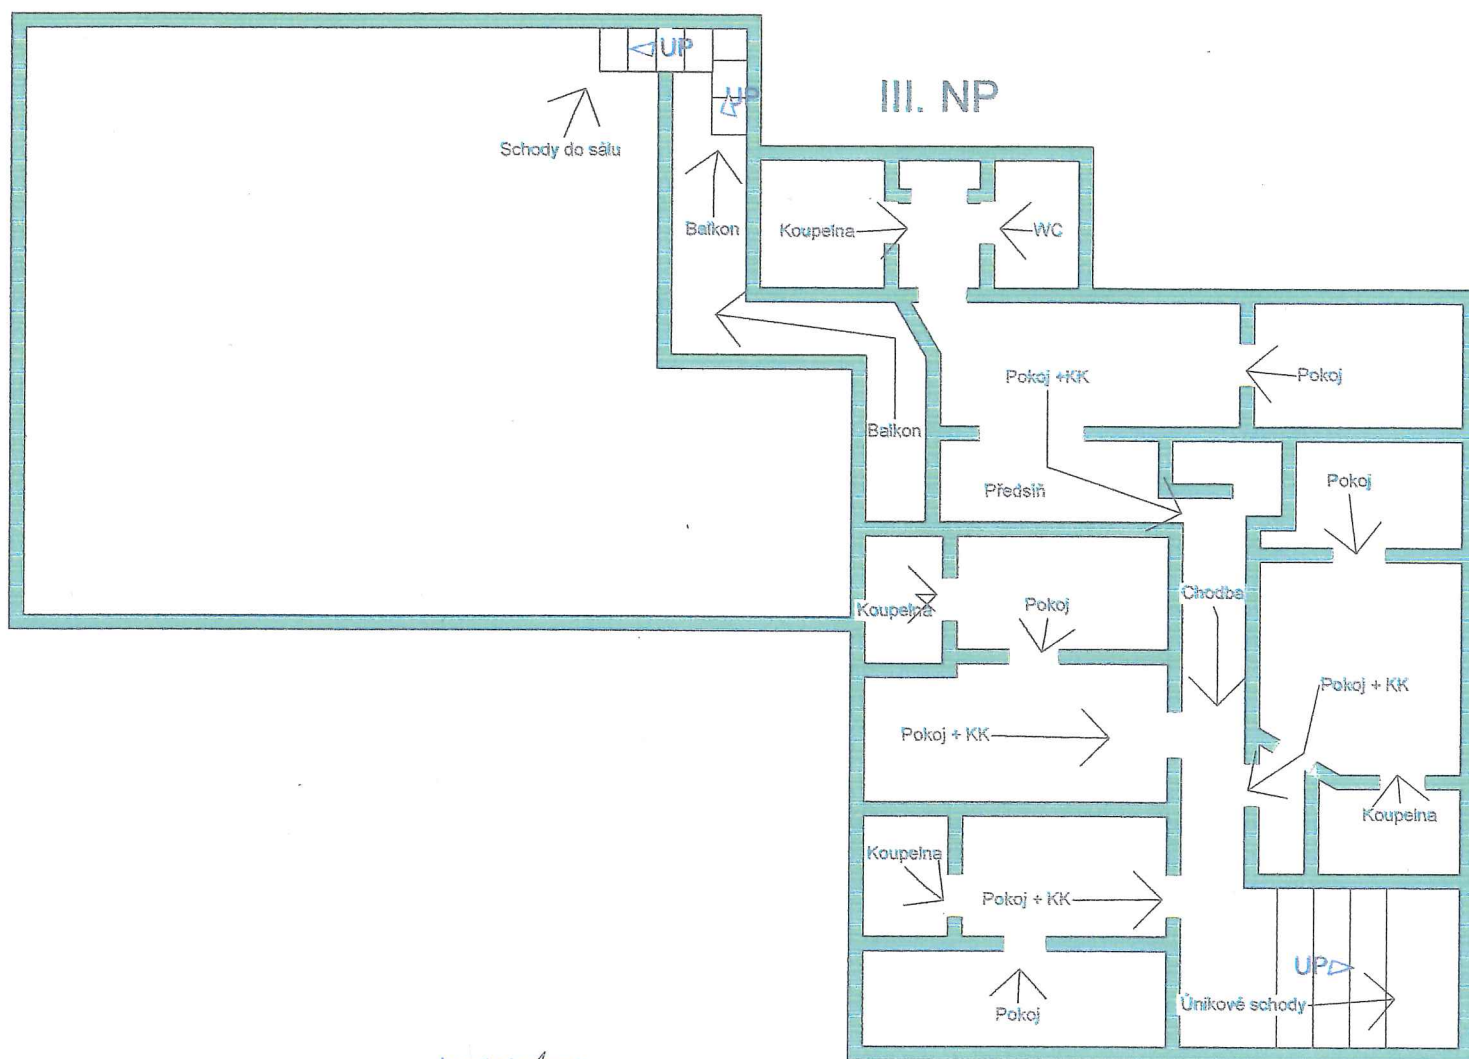 UP
III. NP
UP
Schody do sálu
Balkon
Koupelna
WC
Pokoj +KK
Pokoj
Balkon
Pokoj
Předsíň
Chodba
Koupelna
Pokoj
Pokoj + KK
Pokoj + KK
Koupelna
Koupelna
Pokoj + KK
UP
Únikové schody
Pokoj